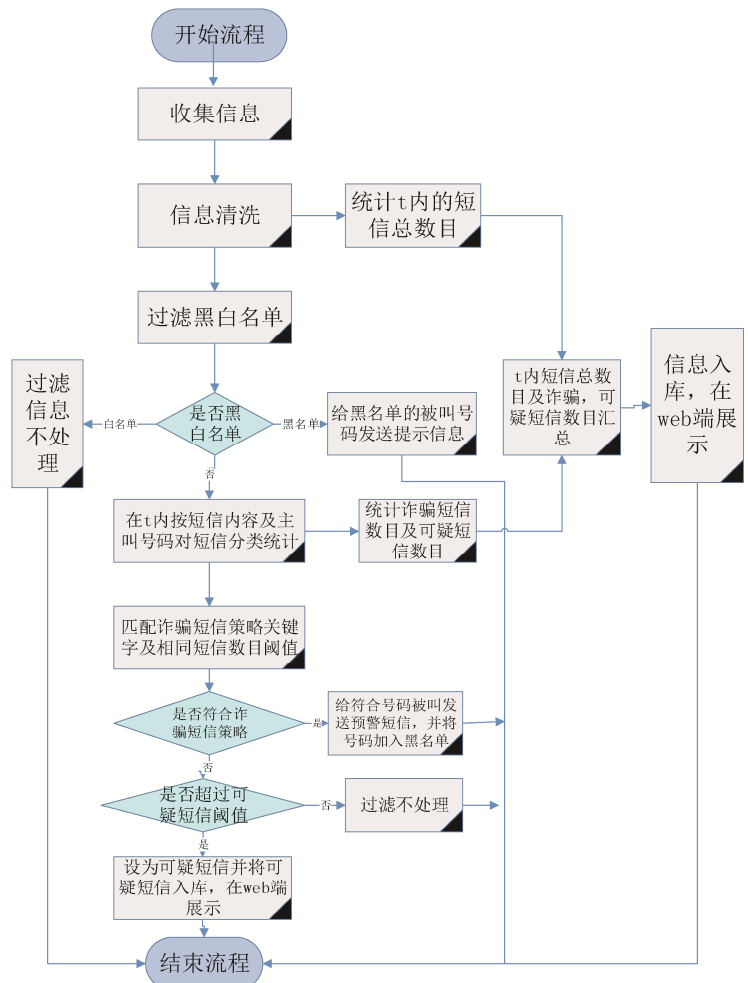 开始流程
收集信息
信息清洗
统计t内的短
信总数目
过滤黑白名单
过滤
信息
不处
理
白名单
是否黑
白名单
黑名单
给黑名单的被叫号
码发送提示信息
t内短信总数
目及诈骗，可
疑短信数目汇
总
信息入
库，在
web端展
示
否
在t内按短信内容及主
叫号码对短信分类统计
统计诈骗短信
数目及可疑短
信数目
匹配诈骗短信策略关键
字及相同短信数目阈值
是否符合诈
骗短信策略
是
给符合号码被叫发
送预警短信，并将
号码加入黑名单
否
是否超过可
疑短信阈值
否
过滤不处理
是
设为可疑短信并将可
疑短信入库，在web端
展示
结束流程